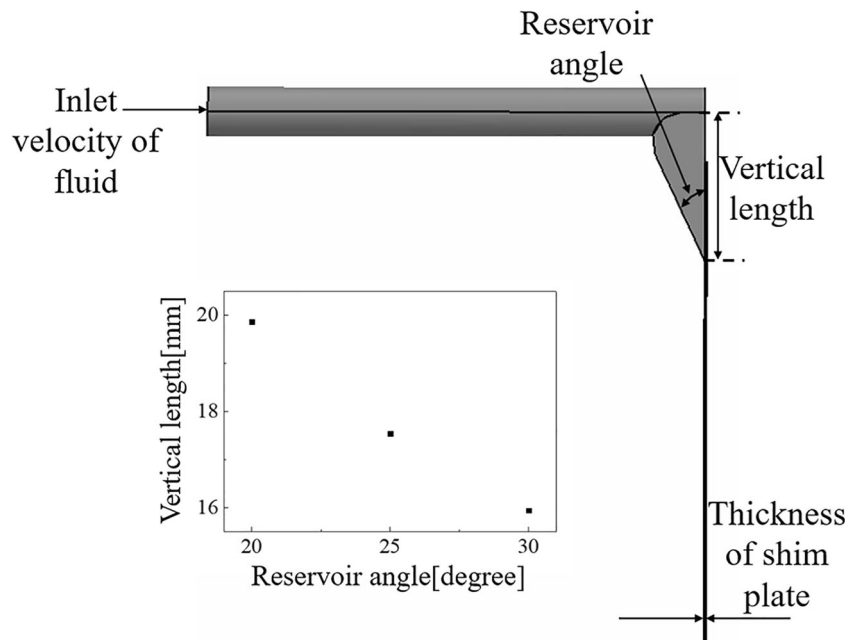 Reservoir
angle
Inlet
velocity of
fluid
Vertical
length
20
18
16
Vertical length[mm]
20
25
30
Reservoir angle[degree]
Thickness
of shim
plate